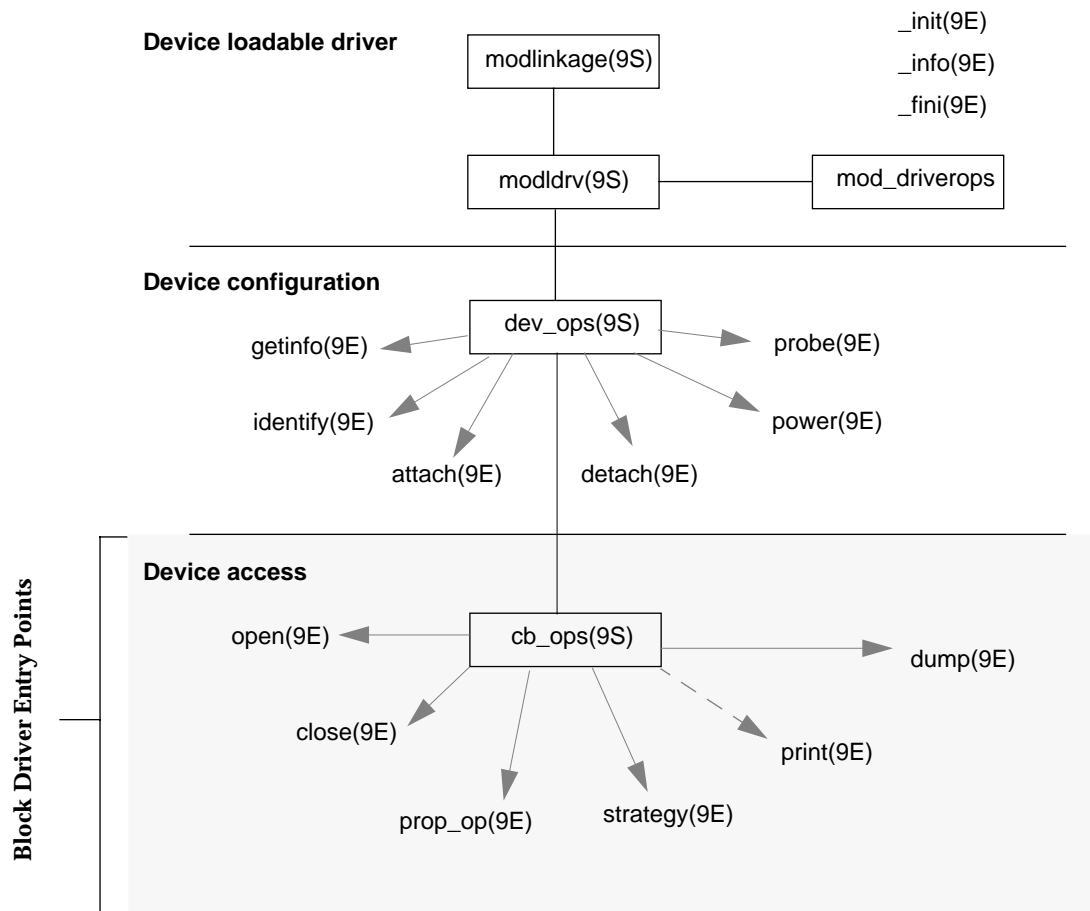 Device loadable driver
modlinkage(9S)
_init(9E)
_info(9E)
_fini(9E)
modldrv(9S)
mod_driverops
Device configuration
dev_ops(9S)
getinfo(9E)
probe(9E)
identify(9E)
power(9E)
attach(9E)
detach(9E)
Block Driver Entry Points
Device access
open(9E)
cb_ops(9S)
dump(9E)
close(9E)
print(9E)
prop_op(9E)
strategy(9E)